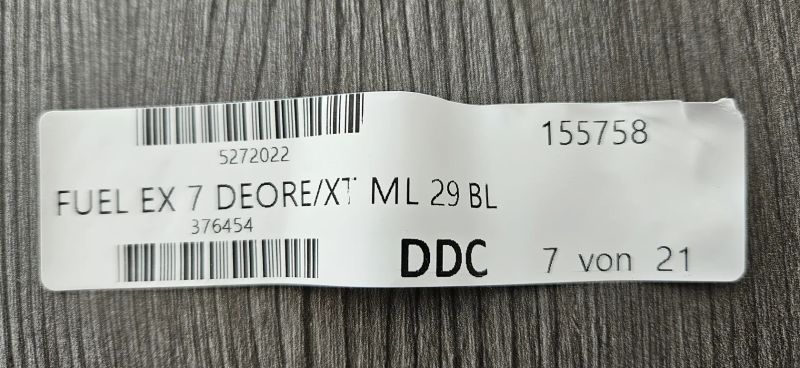 155758
5272022
FUEL EX 7 DEORE/XT ML 29 BL
376454
DDC 7 von 21